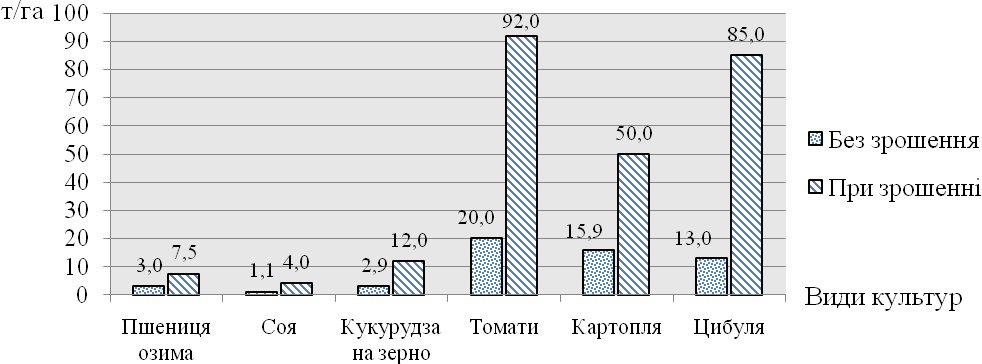 т/га 100
90
80
70
60
50
40
30
20
10
0
3,0
7,5
1,1
4,0
2,9
12,0
20,0
92,0
15,9
50,0
13,0
85,0
Пшениця
озима
Соя
Кукурудза
на зерно
Томати
Картопля
Цибуля
Види культур
Без зрошення
При зрошенні